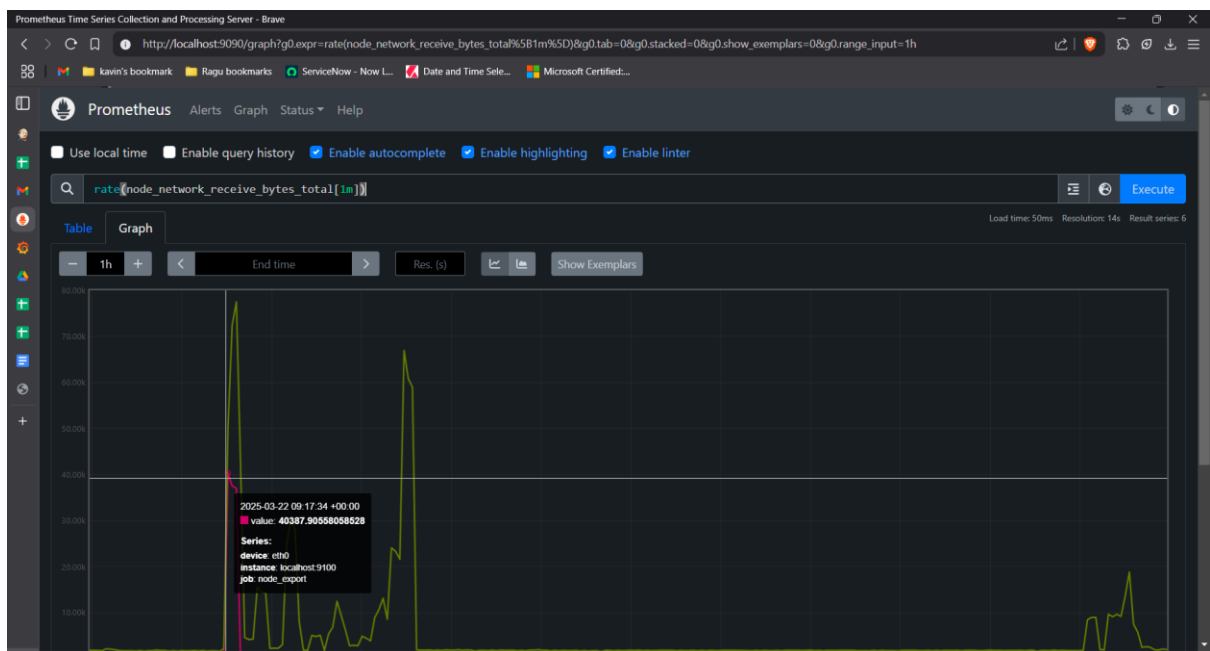 Prometheus Time Series Collection and Processing Server - Brave
http://localhost:9090/graph?g0.expr=rate(node_network_receive_bytes_total%5B1m%5D)&g0.tab=0&g0.stacked=0&g0.show_exemplars=0&g0.range_input=1h
kavin's bookmark Ragu bookmarks ServiceNow - Now L... Date and Time Sele... Microsoft Certified:...
Prometheus Alerts Graph Status Help
Use local time Enable query history Enable autocomplete Enable highlighting Enable linter
rate(node_network_receive_bytes_total[1m]) Execute
Load time: 50ms Resolution: 14s Result series: 6
Table Graph
− 1h + < End time > Res. (s) Show Exemplars
80.00k
70.00k
60.00k
50.00k
40.00k
2025-03-22 09:17:34 +00:00
value: 40387.90558058528
30.00k
Series:
device: eth0
instance: localhost:9100
20.00k
job: node_export
10.00k